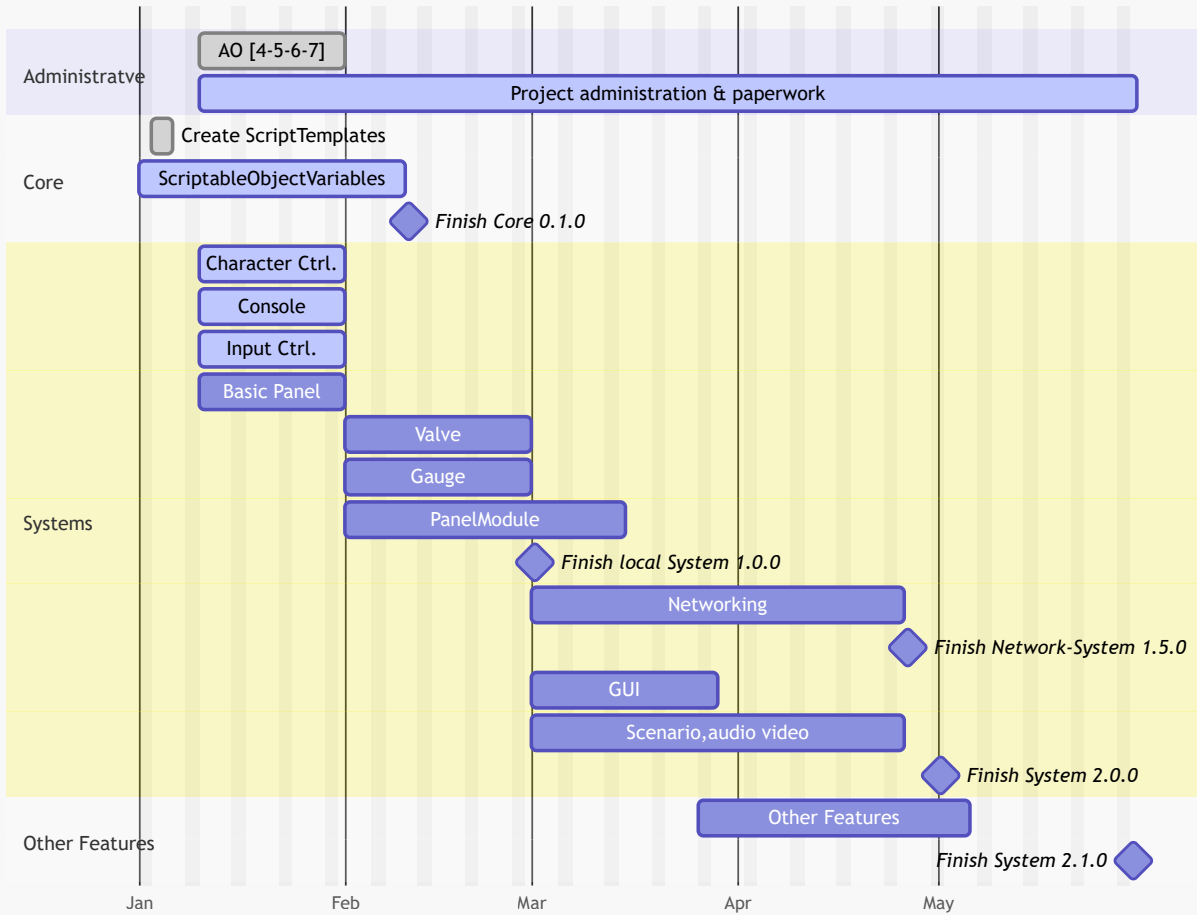 AO [4-5-6-7]
Administratve
Project administration & paperwork
Create ScriptTemplates
Core
ScriptableObjectVariables
Finish Core 0.1.0
Character Ctrl.
Console
Input Ctrl.
Basic Panel
Valve
Gauge
Systems
PanelModule
Finish local System 1.0.0
Networking
Finish Network-System 1.5.0
GUI
Scenario,audio video
Finish System 2.0.0
Other Features
Other Features
Finish System 2.1.0
Jan Feb Mar Apr May